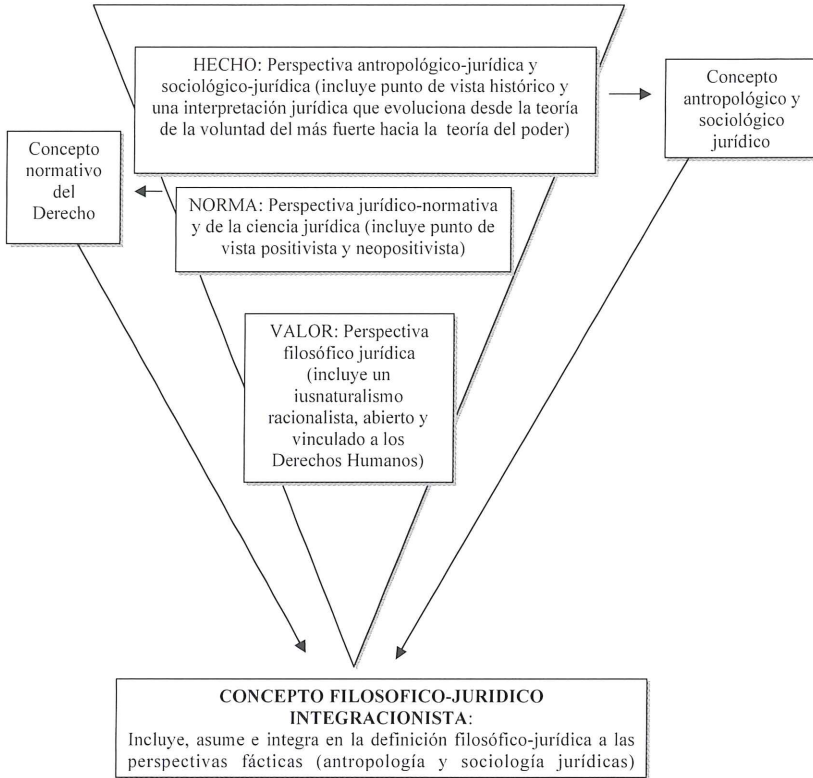 HECHO: Perspectiva antropológico-jurídica y
sociológico-jurídica (incluye punto de vista histórico y
una interpretación jurídica que evoluciona desde la teoría
de la voluntad del más fuerte hacia la teoría del poder)
Concepto
antropológico y
sociológico
jurídico
Concepto
normativo
del
Derecho
NORMA: Perspectiva jurídico-normativa
y de la ciencia jurídica (incluye punto de
vista positivista y neopositivista)
VALOR: Perspectiva
filosófico jurídica
(incluye un
iusnaturalismo
racionalista, abierto y
vinculado a los
Derechos Humanos)
CONCEPTO FILOSOFICO-JURIDICO
INTEGRACIONISTA:
Incluye, asume e integra en la definición filosófico-jurídica a las
perspectivas fácticas (antropología y sociología jurídicas)